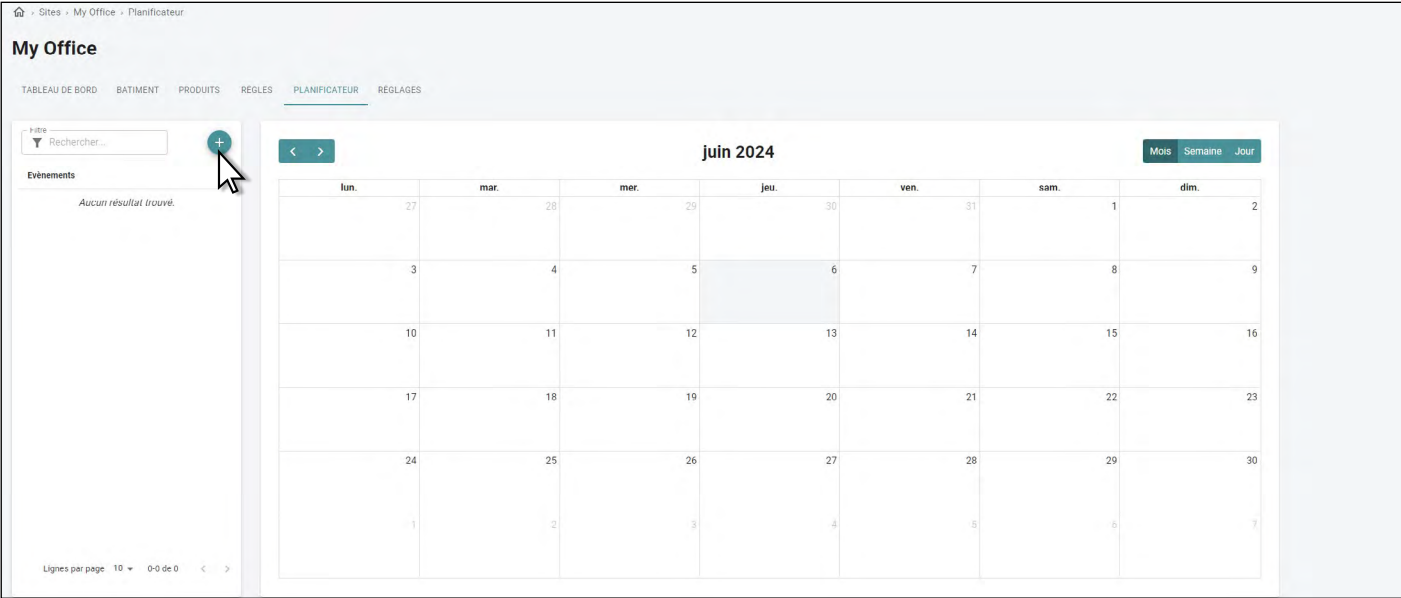 Sites › My Office › Planificateur
My Office
TABLEAU DE BORD BATIMENT PRODUITS RÈGLES PLANIFICATEUR RÉGLAGES
Filtre
Rechercher...
Evènements
Aucun résultat trouvé.
Lignes par page 10 0-0 de 0
juin 2024
Mois Semaine Jour
lun. mar. mer. jeu. ven. sam. dim.
27 28 29 30 31 1 2
3 4 5 6 7 8 9
10 11 12 13 14 15 16
17 18 19 20 21 22 23
24 25 26 27 28 29 30
1 2 3 4 5 6 7